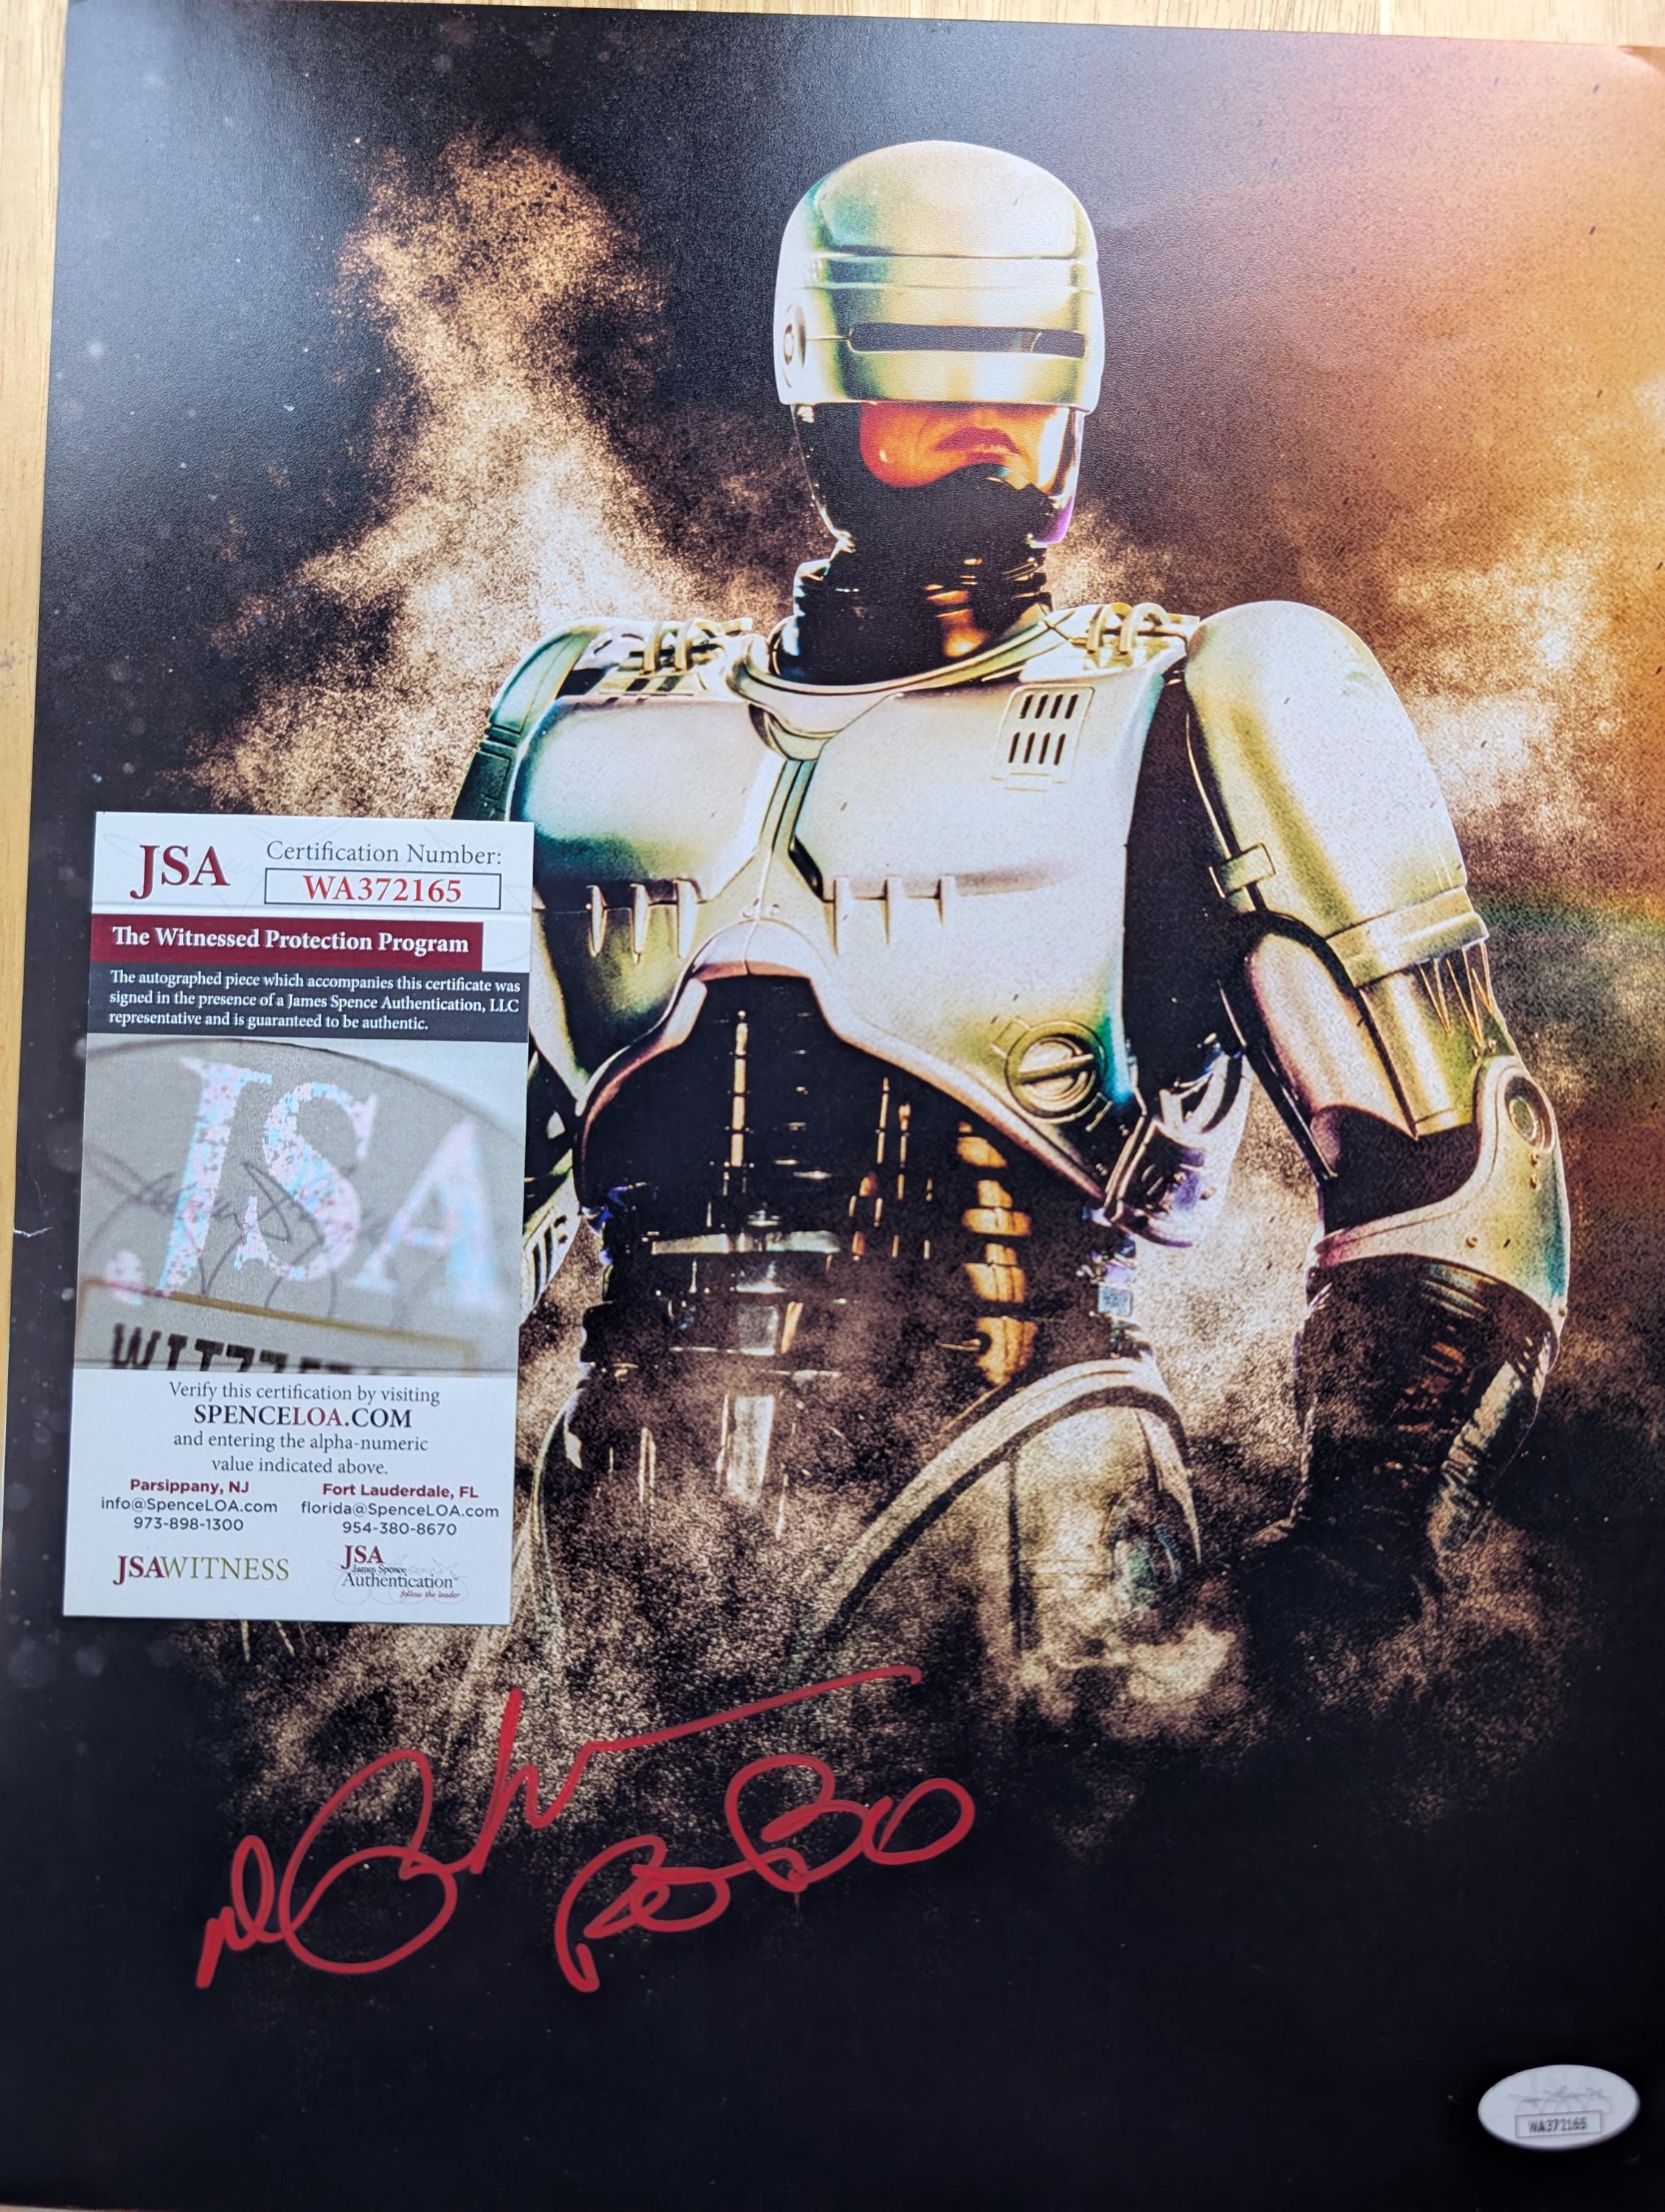 JSA
Certification Number:
WA372165
The Witnessed Protection Program
The autographed piece which accompanies this certificate was
signed in the presence of a James Spence Authentication, LLC
representative and is guaranteed to be authentic.
JSA
Verify this certification by visiting
SPENCELOA.COM
and entering the alpha-numeric
value indicated above.
Parsippany, NJ
info@SpenceLOA.com
973-898-1300
Fort Lauderdale, FL
florida@SpenceLOA.com
954-380-8670
JSAWITNESS
JSA
James Spence
Authentication
follow the leader
WA372165